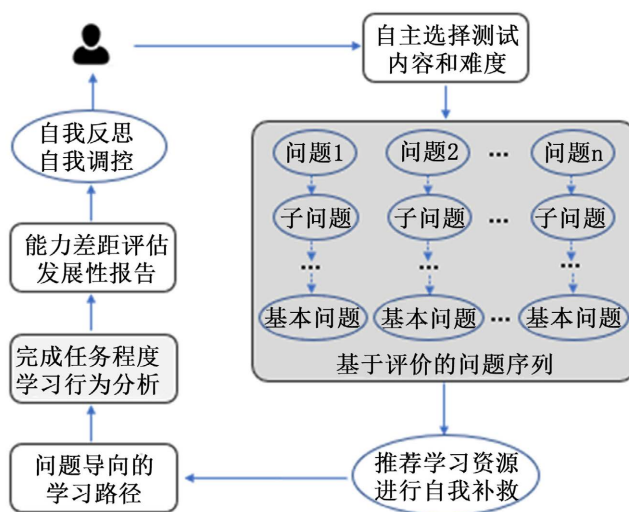 自主选择测试
内容和难度
问题1 问题2 ... 问题n
子问题 子问题 ... 子问题
... ... ...
基本问题 基本问题 ... 基本问题
基于评价的问题序列
推荐学习资源
进行自我补救
问题导向的
学习路径
完成任务程度
学习行为分析
能力差距评估
发展性报告
自我反思
自我调控